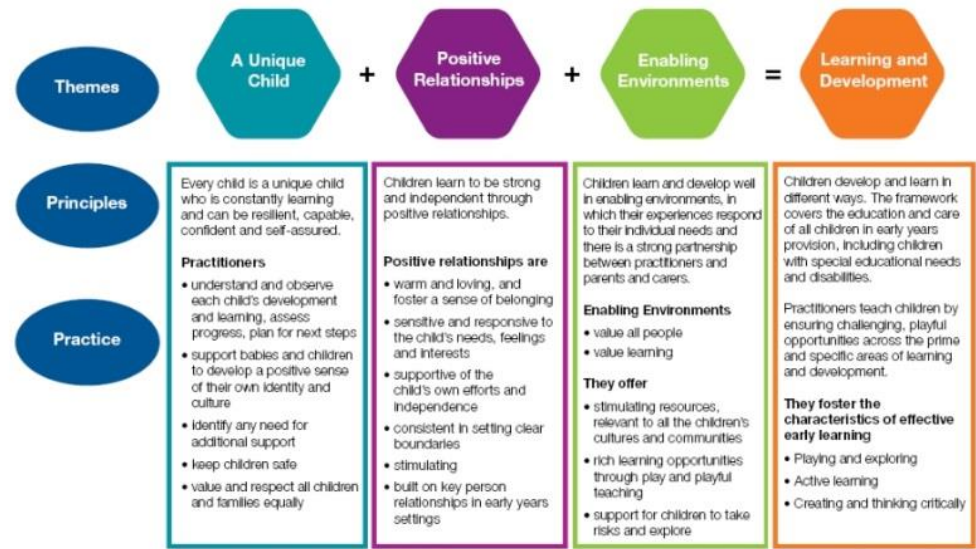 Themes
A Unique
Child
+
Positive
Relationships
+
Enabling
Environments
=
Learning and
Development
Principles
Practice
Every child is a unique child
who is constantly learning
and can be resilient, capable,
confident and self-assured.
Practitioners
• understand and observe
each child's development
and learning, assess
progress, plan for next steps
• support babies and children
to develop a positive sense
of their own identity and
culture
• identify any need for
additional support
• keep children safe
• value and respect all children
and families equally
Children learn to be strong
and independent through
positive relationships.
Positive relationships are
• warm and loving, and
foster a sense of belonging
• sensitive and responsive to
the child's needs, feelings
and interests
• supportive of the
child's own efforts and
independence
• consistent in setting clear
boundaries
• stimulating
• built on key person
relationships in early years
settings
Children learn and develop well
in enabling environments, in
which their experiences respond
to their individual needs and
there is a strong partnership
between practitioners and
parents and carers.
Enabling Environments
• value all people
• value learning
They offer
• stimulating resources,
relevant to all the children's
cultures and communities
• rich learning opportunities
through play and playful
teaching
• support for children to take
risks and explore
Children develop and learn in
different ways. The framework
covers the education and care
of all children in early years
provision, including children
with special educational needs
and disabilities.
Practitioners teach children by
ensuring challenging, playful
opportunities across the prime
and specific areas of learning
and development.
They foster the
characteristics of effective
early learning
• Playing and exploring
• Active learning
• Creating and thinking critically